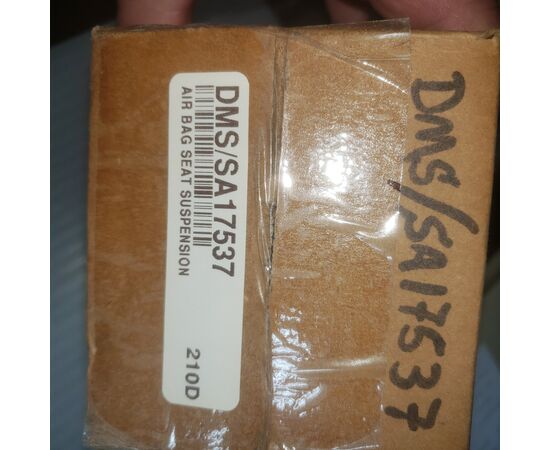 DMS/SA17537
AIR BAG SEAT SUSPENSION
210D
DMS/SA17537